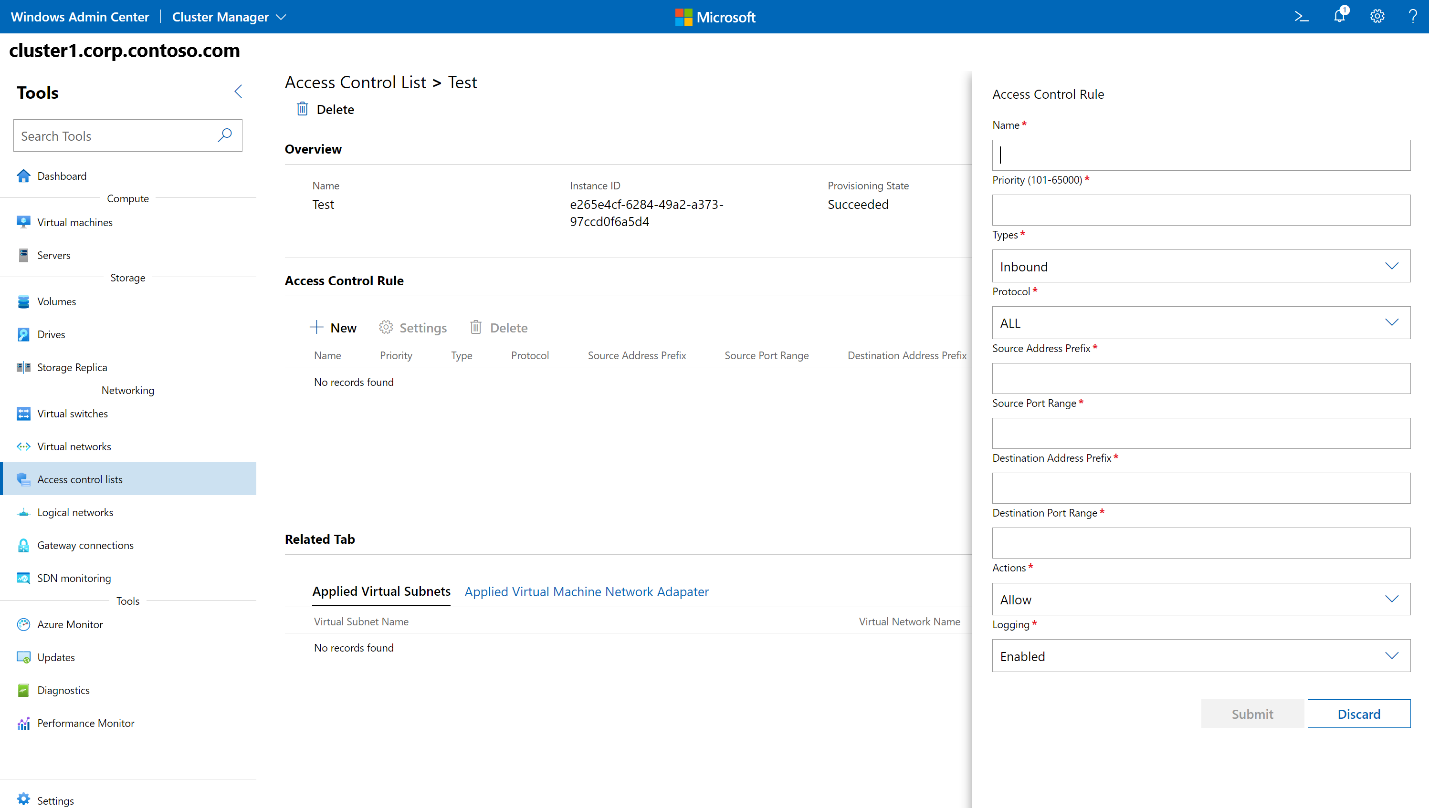 Windows Admin Center | Cluster Manager
Microsoft
1
?
cluster1.corp.contoso.com
Tools
Search Tools
Dashboard
Compute
Virtual machines
Servers
Storage
Volumes
Drives
Storage Replica
Networking
Virtual switches
Virtual networks
Access control lists
Logical networks
Gateway connections
SDN monitoring
Tools
Azure Monitor
Updates
Diagnostics
Performance Monitor
Settings
Access Control List > Test
Delete
Overview
Name Instance ID Provisioning State
Test e265e4cf-6284-49a2-a373- Succeeded
97ccd0f6a5d4
Access Control Rule
New Settings Delete
Name Priority Type Protocol Source Address Prefix Source Port Range Destination Address Prefix
No records found
Related Tab
Applied Virtual Subnets Applied Virtual Machine Network Adapater
Virtual Subnet Name Virtual Network Name
No records found
Access Control Rule
Name *
Priority (101-65000) *
Types *
Inbound
Protocol *
ALL
Source Address Prefix *
Source Port Range *
Destination Address Prefix *
Destination Port Range *
Actions *
Allow
Logging *
Enabled
Submit Discard